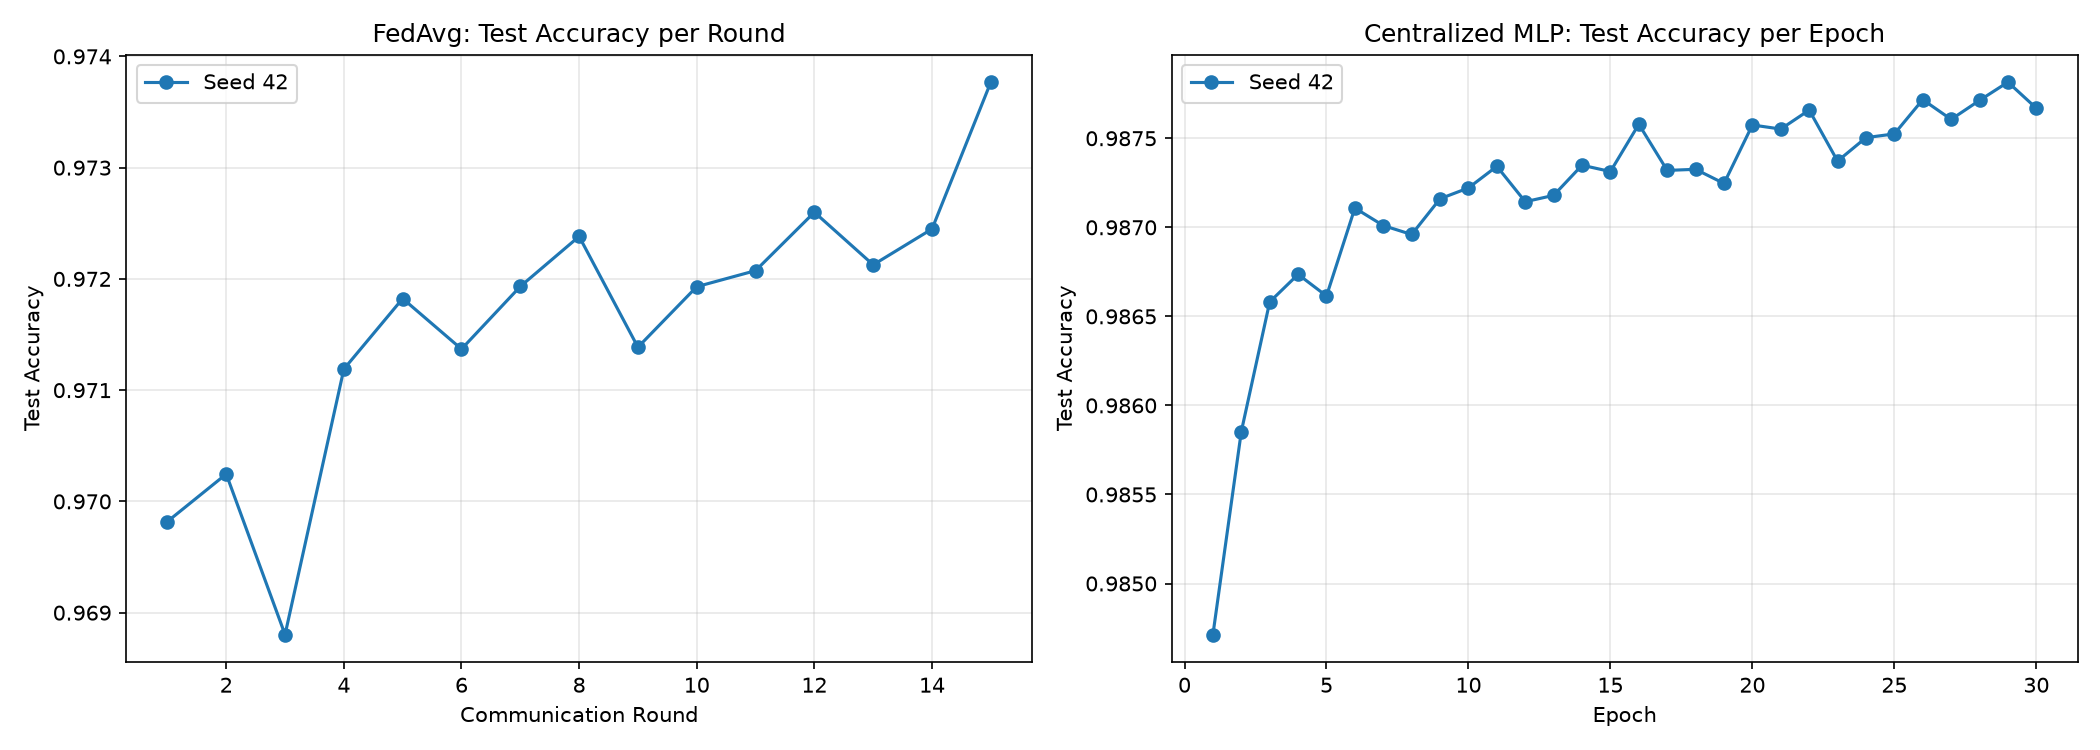 FedAvg: Test Accuracy per Round
Seed 42
0.974
0.973
0.972
0.971
0.970
0.969
Test Accuracy
2 4 6 8 10 12 14
Communication Round
Centralized MLP: Test Accuracy per Epoch
Seed 42
0.9875
0.9870
0.9865
0.9860
0.9855
0.9850
Test Accuracy
0 5 10 15 20 25 30
Epoch